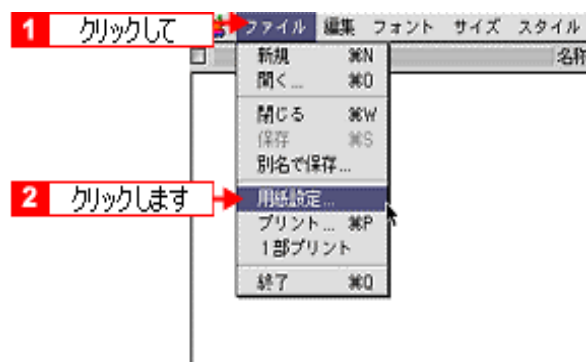 1 クリックして
ファイル 編集 フォント サイズ スタイル
名称
新規 ⌘N
開く... ⌘O
閉じる ⌘W
保存 ⌘S
別名で保存...
2 クリックします
用紙設定...
プリント... ⌘P
1部プリント
終了 ⌘Q